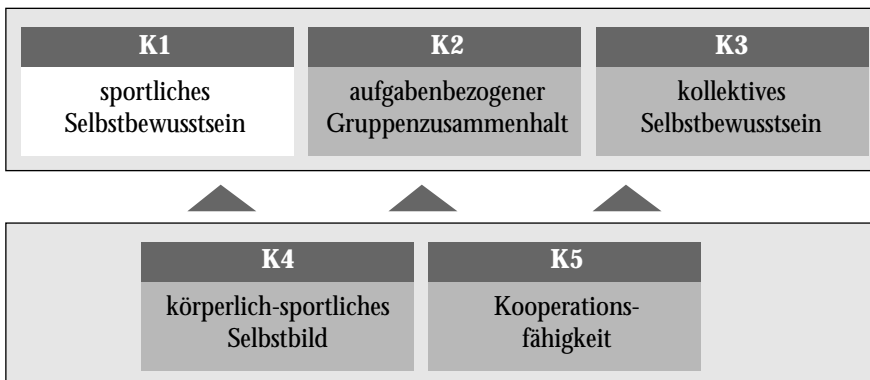 K1
sportliches
Selbstbewusstsein
K2
aufgabenbezogener
Gruppenzusammenhalt
K3
kollektives
Selbstbewusstsein
K4
körperlich-sportliches
Selbstbild
K5
Kooperations-
fähigkeit